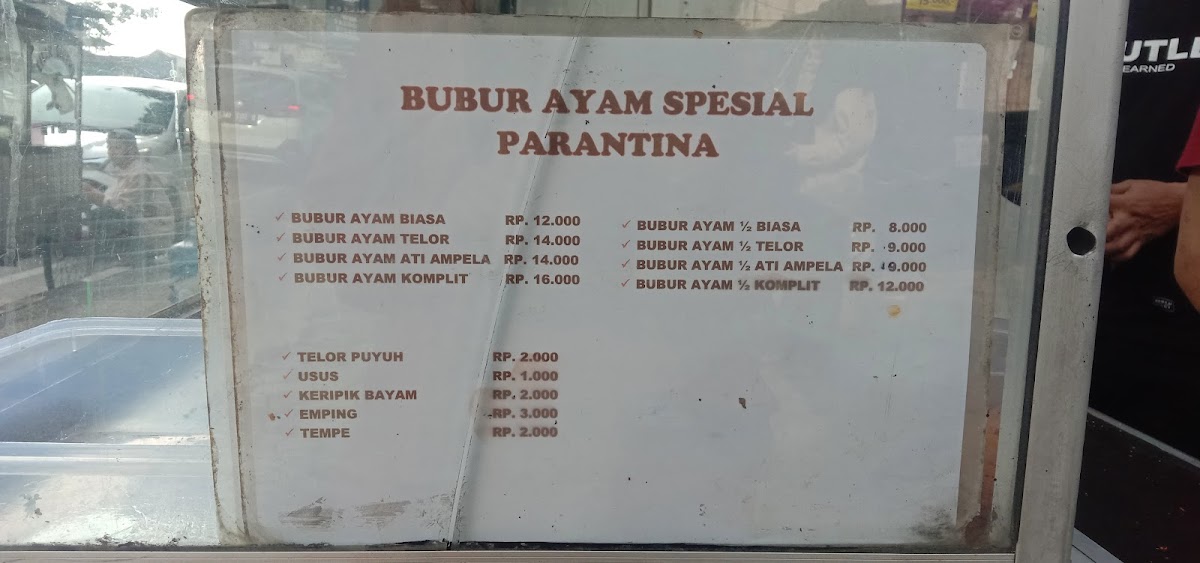 BUBUR AYAM SPESIAL
PARANTINA
✓ BUBUR AYAM BIASA RP. 12.000
✓ BUBUR AYAM TELOR RP. 14.000
✓ BUBUR AYAM ATI AMPELA RP. 14.000
✓ BUBUR AYAM KOMPLIT RP. 16.000
✓ BUBUR AYAM ½ BIASA RP. 8.000
✓ BUBUR AYAM ½ TELOR RP. 9.000
✓ BUBUR AYAM ½ ATI AMPELA RP. 9.000
✓ BUBUR AYAM ½ KOMPLIT RP. 12.000
✓ TELOR PUYUH RP. 2.000
✓ USUS RP. 1.000
✓ KERIPIK BAYAM RP. 2.000
✓ EMPING RP. 3.000
✓ TEMPE RP. 2.000
EARNED